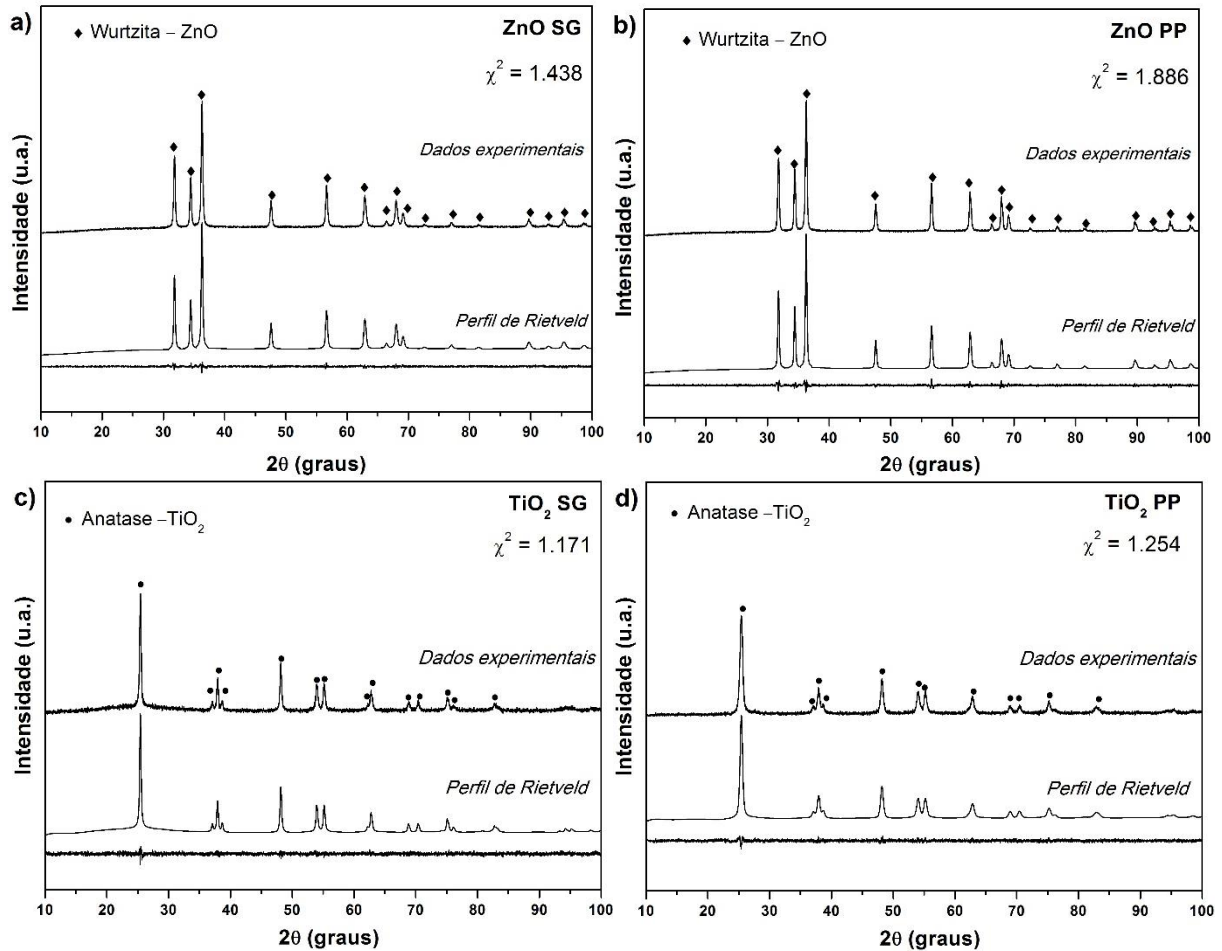 a)
ZnO SG
◆ Wurtzita – ZnO
χ² = 1.438
Dados experimentais
Perfil de Rietveld
Intensidade (u.a.)
10 20 30 40 50 60 70 80 90 100
2θ (graus)
b)
ZnO PP
◆ Wurtzita – ZnO
χ² = 1.886
Dados experimentais
Perfil de Rietveld
Intensidade (u.a.)
10 20 30 40 50 60 70 80 90 100
2θ (graus)
c)
TiO₂ SG
• Anatase –TiO₂
χ² = 1.171
Dados experimentais
Perfil de Rietveld
Intensidade (u.a.)
10 20 30 40 50 60 70 80 90 100
2θ (graus)
d)
TiO₂ PP
• Anatase –TiO₂
χ² = 1.254
Dados experimentais
Perfil de Rietveld
Intensidade (u.a.)
10 20 30 40 50 60 70 80 90 100
2θ (graus)